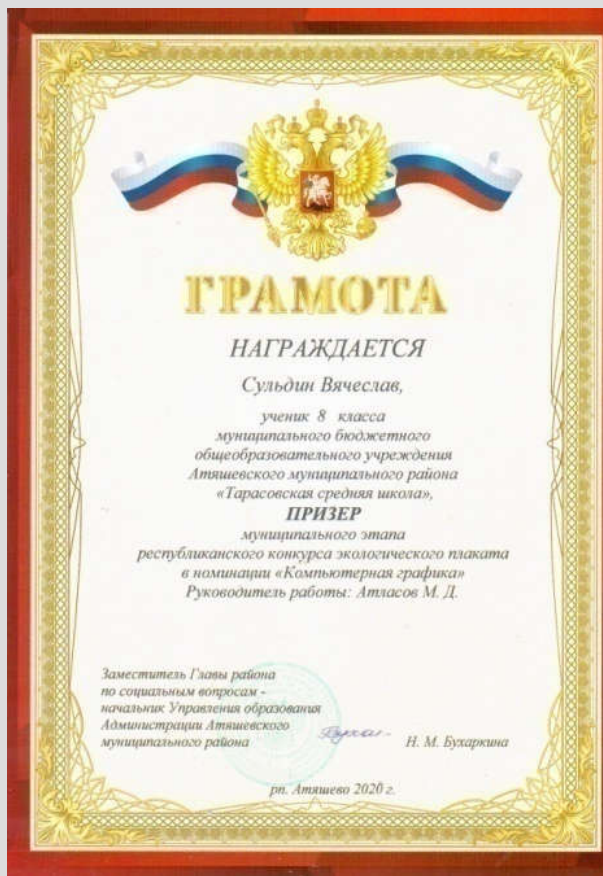 ГРАМОТА
НАГРАЖДАЕТСЯ
Сульдин Вячеслав,
ученик 8 класса
муниципального бюджетного
общеобразовательного учреждения
Атяшевского муниципального района
«Тарасовская средняя школа»,
ПРИЗЕР
муниципального этапа
республиканского конкурса экологического плаката
в номинации «Компьютерная графика»
Руководитель работы: Атласов М. Д.
Заместитель Главы района
по социальным вопросам -
начальник Управления образования
Администрации Атяшевского
муниципального района Н. М. Бухаркина
рп. Атяшево 2020 г.